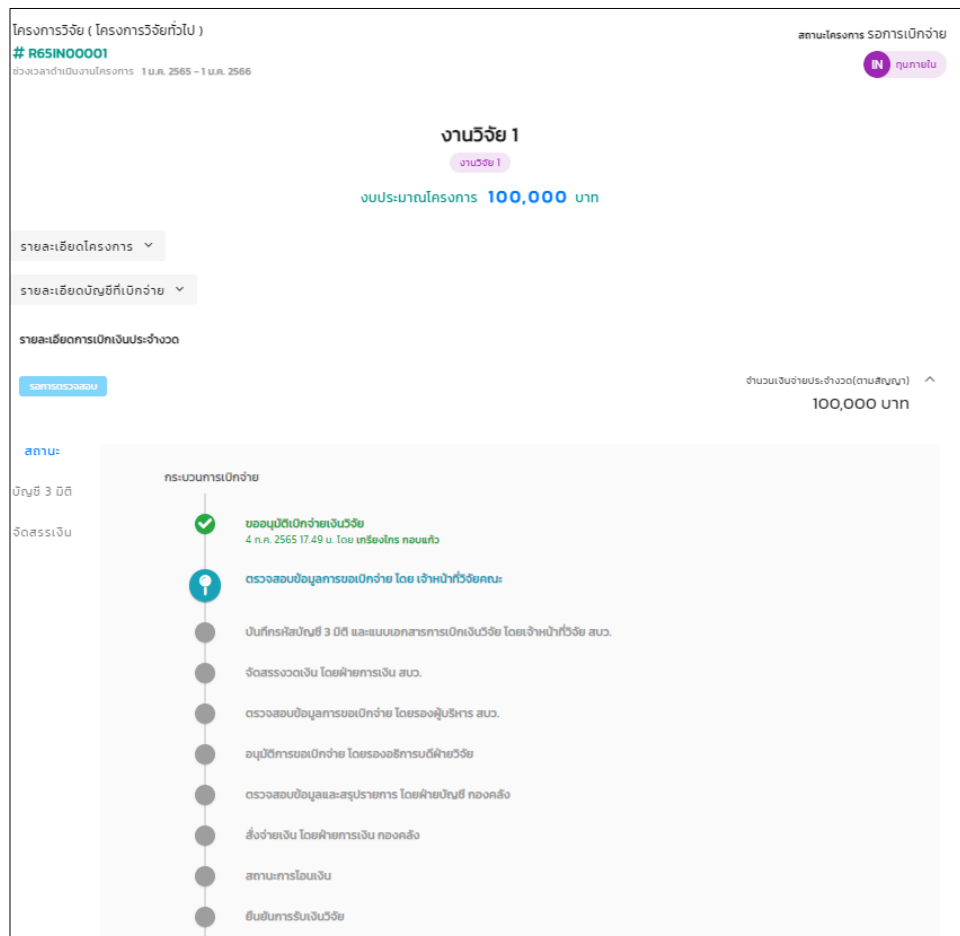 โครงการวิจัย ( โครงการวิจัยทั่วไป )
สถานะโครงการ รอการเบิกจ่าย
# R65IN00001
ช่วงเวลาดำเนินงานโครงการ 1 ม.ค. 2565 - 1 ม.ค. 2566
IN ทุนภายใน
งานวิจัย 1
งานวิจัย 1
งบประมาณโครงการ 100,000 บาท
รายละเอียดโครงการ
รายละเอียดบัญชีที่เบิกจ่าย
รายละเอียดการเบิกเงินประจำงวด
รอการตรวจสอบ
จำนวนเงินจ่ายประจำงวด(ตามสัญญา)
100,000 บาท
สถานะ
บัญชี 3 มิติ
จัดสรรเงิน
กระบวนการเบิกจ่าย
ขออนุมัติเบิกจ่ายเงินวิจัย
4 ก.ค. 2565 17.49 น. โดย เกรียงไกร กอบแก้ว
ตรวจสอบข้อมูลการขอเบิกจ่าย โดย เจ้าหน้าที่วิจัยคณะ
บันทึกรหัสบัญชี 3 มิติ และแนบเอกสารการเบิกเงินวิจัย โดยเจ้าหน้าที่วิจัย สบว.
จัดสรรงวดเงิน โดยฝ่ายการเงิน สบว.
ตรวจสอบข้อมูลการขอเบิกจ่าย โดยรองผู้บริหาร สบว.
อนุมัติการขอเบิกจ่าย โดยรองอธิการบดีฝ่ายวิจัย
ตรวจสอบข้อมูลและสรุปรายการ โดยฝ่ายบัญชี กองคลัง
สั่งจ่ายเงิน โดยฝ่ายการเงิน กองคลัง
สถานะการโอนเงิน
ยืนยันการรับเงินวิจัย